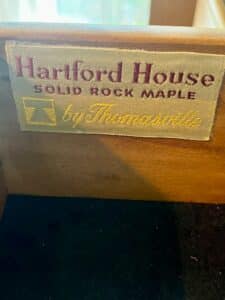 Hartford House
SOLID ROCK MAPLE
by Thomasville